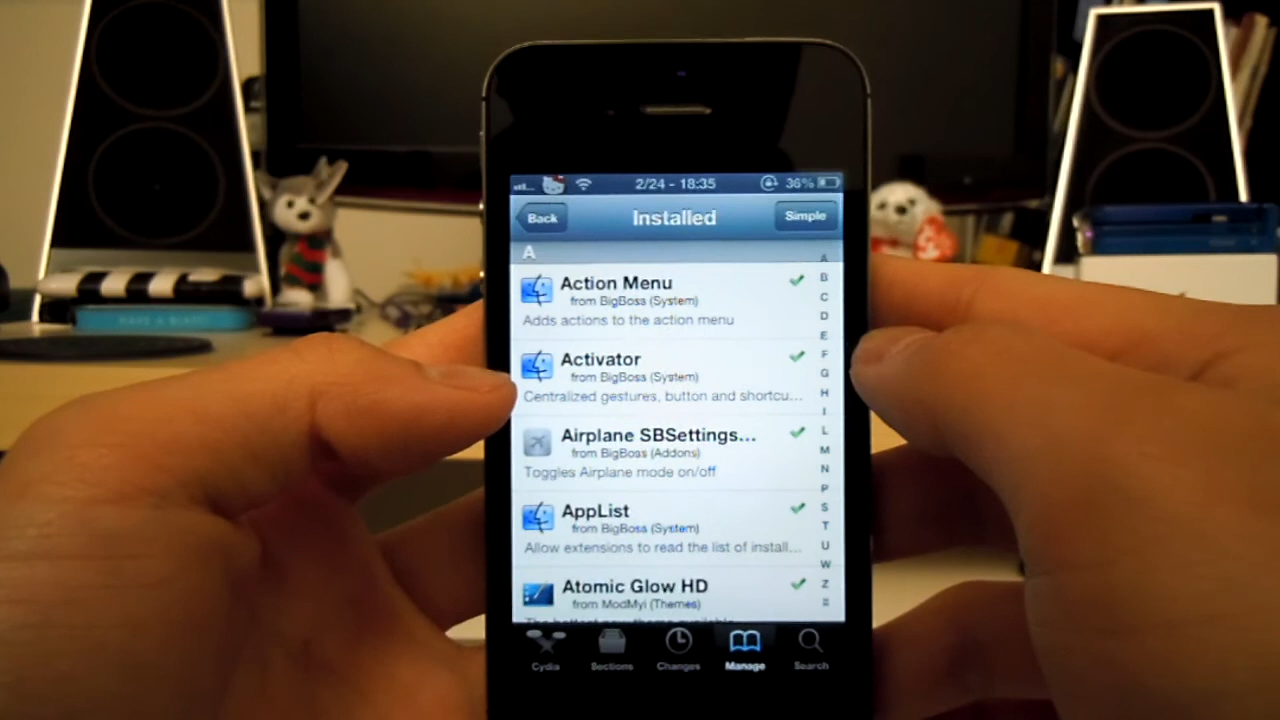 2/24 - 18:35
36%
Back
Installed
Simple
A
Action Menu
from BigBoss (System)
Adds actions to the action menu
Activator
from BigBoss (System)
Centralized gestures, button and shortcu...
Airplane SBSettings...
from BigBoss (Addons)
Toggles Airplane mode on/off
AppList
from BigBoss (System)
Allow extensions to read the list of install...
Atomic Glow HD
from ModMyi (Themes)
A
B
C
D
E
F
G
H
I
L
M
N
P
S
T
U
W
Z
#
Cydia
Sections
Changes
Manage
Search